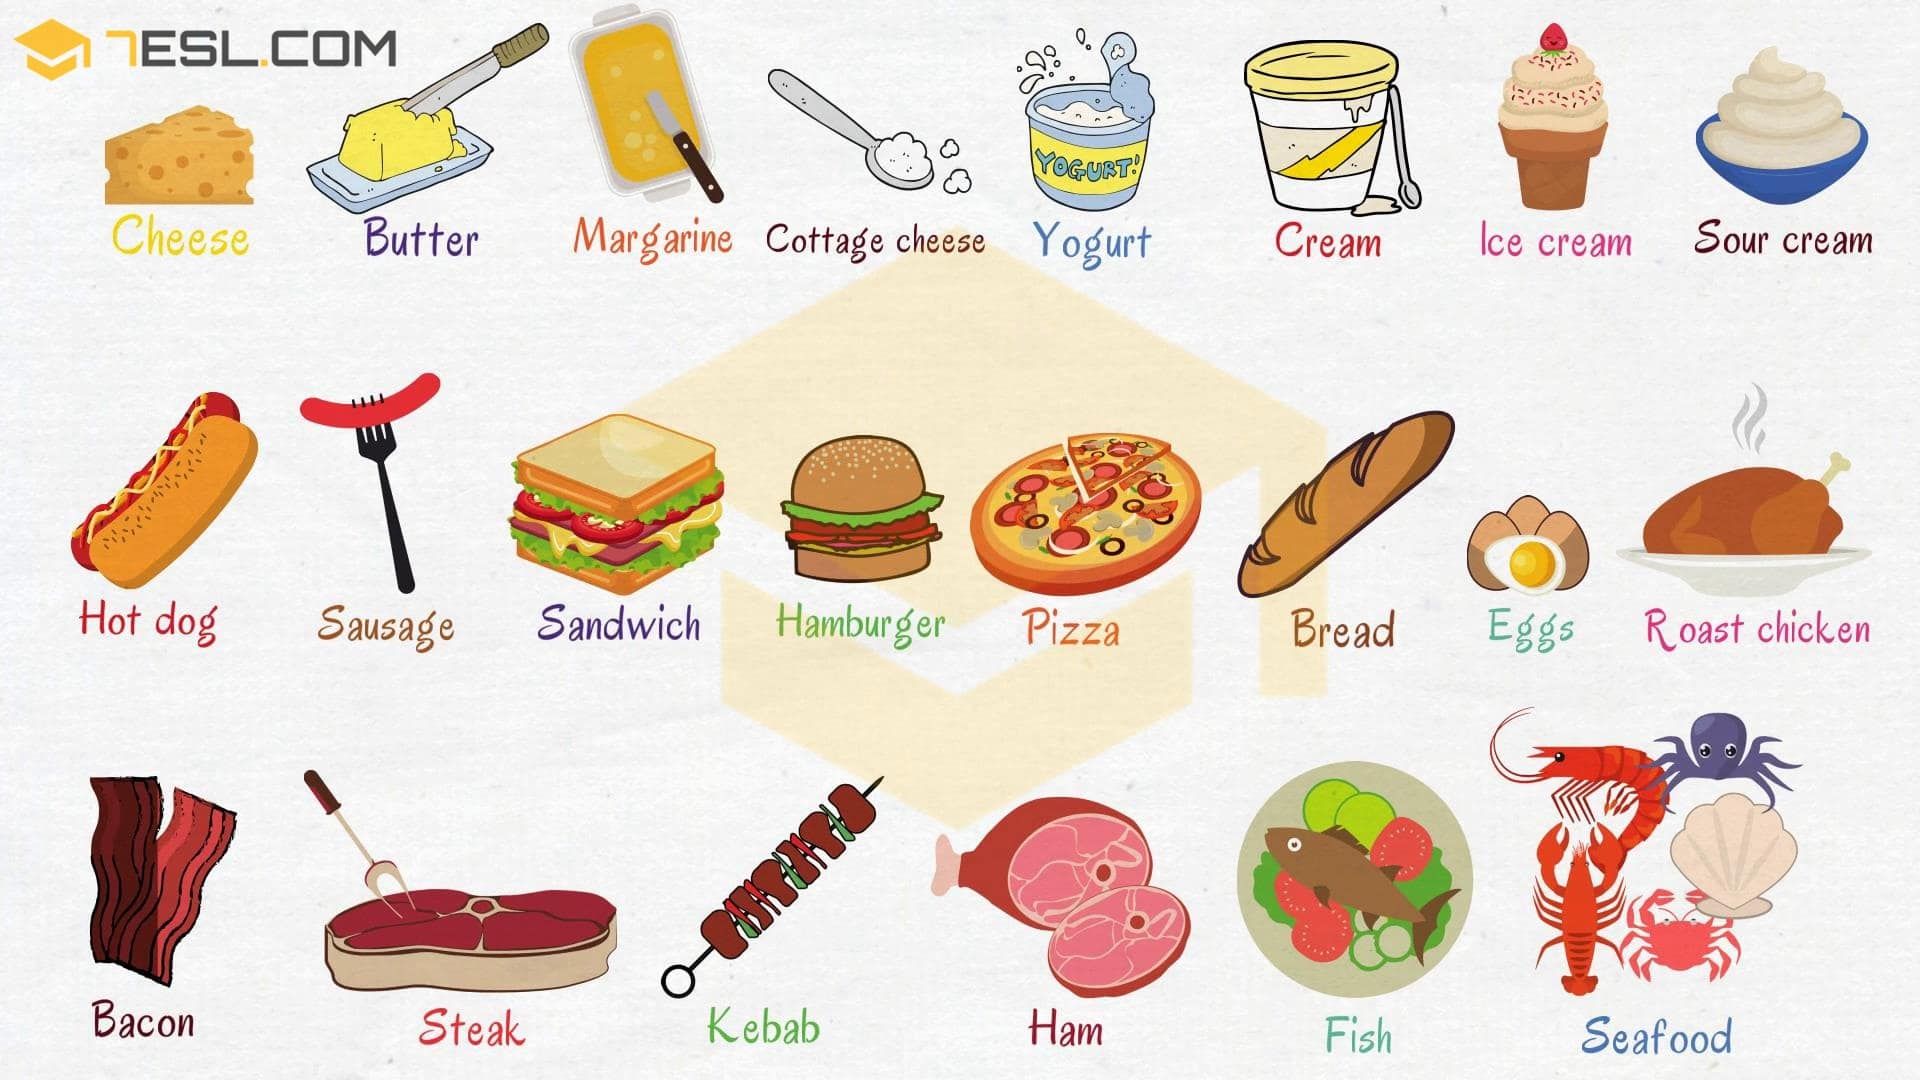 7ESL.COM
Cheese
Butter
Margarine
Cottage cheese
YOGURT!
Yogurt
Cream
Ice cream
Sour cream
Hot dog
Sausage
Sandwich
Hamburger
Pizza
Bread
Eggs
Roast chicken
Bacon
Steak
Kebab
Ham
Fish
Seafood